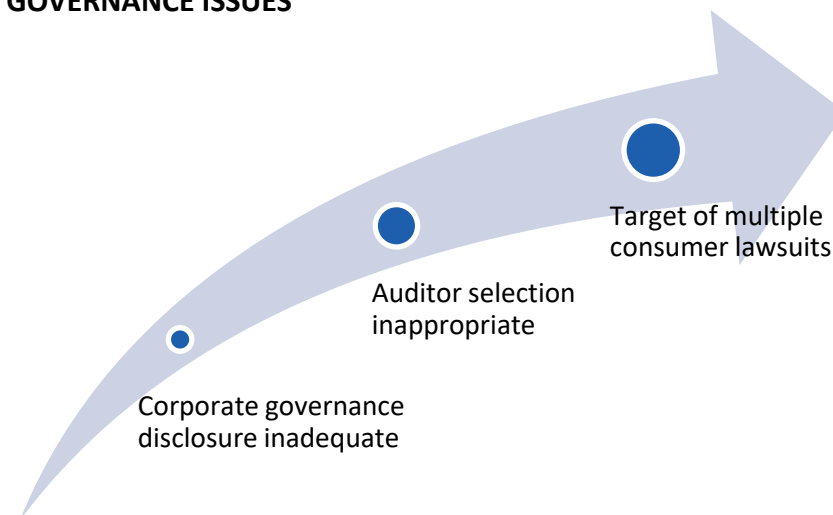 GOVERNANCE ISSUES
Target of multiple
consumer lawsuits
Auditor selection
inappropriate
Corporate governance
disclosure inadequate